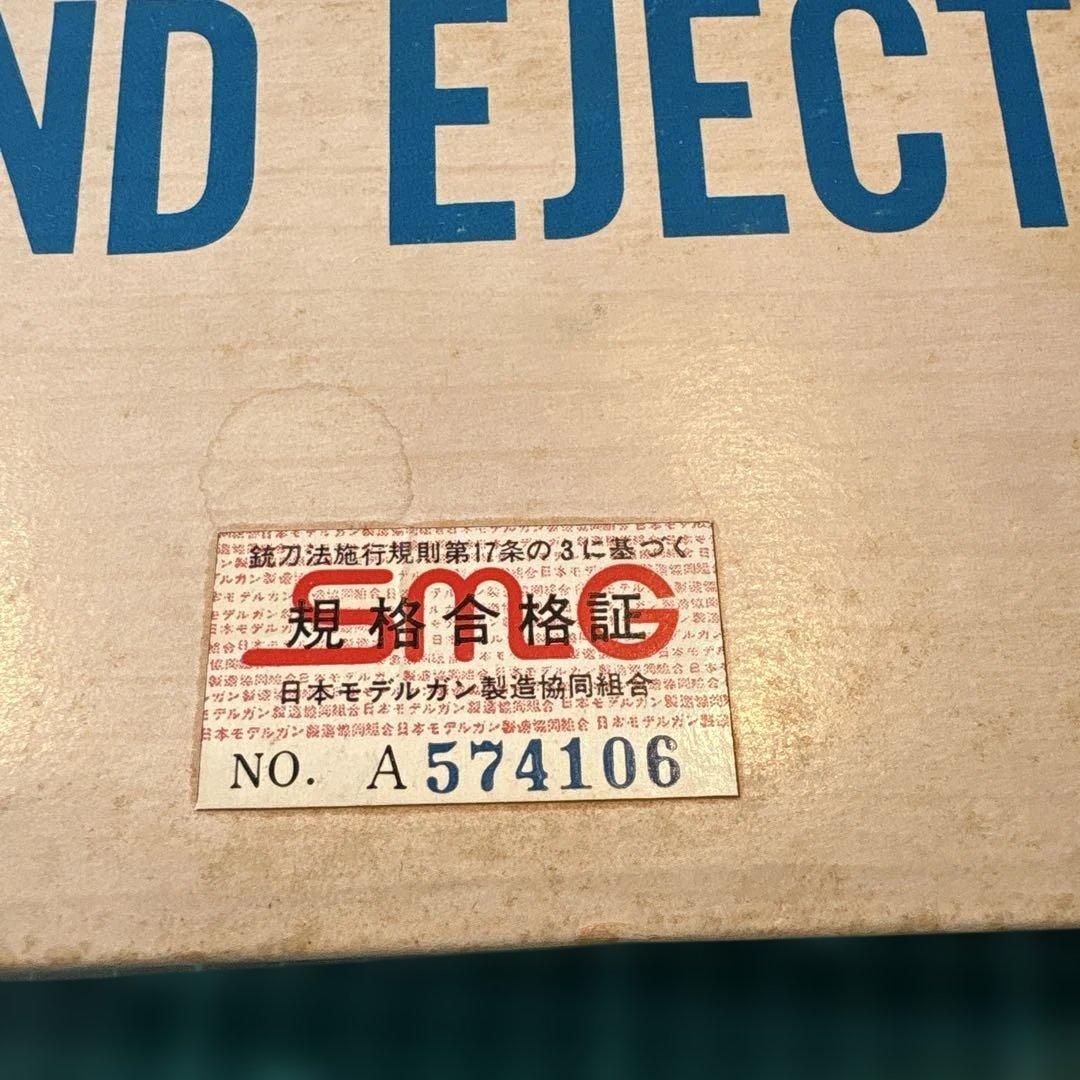 ND EJECT
銃刀法施行規則第17条の3に基づく
SMG
規格合格証
日本モデルガン製造協同組合
NO. A574106